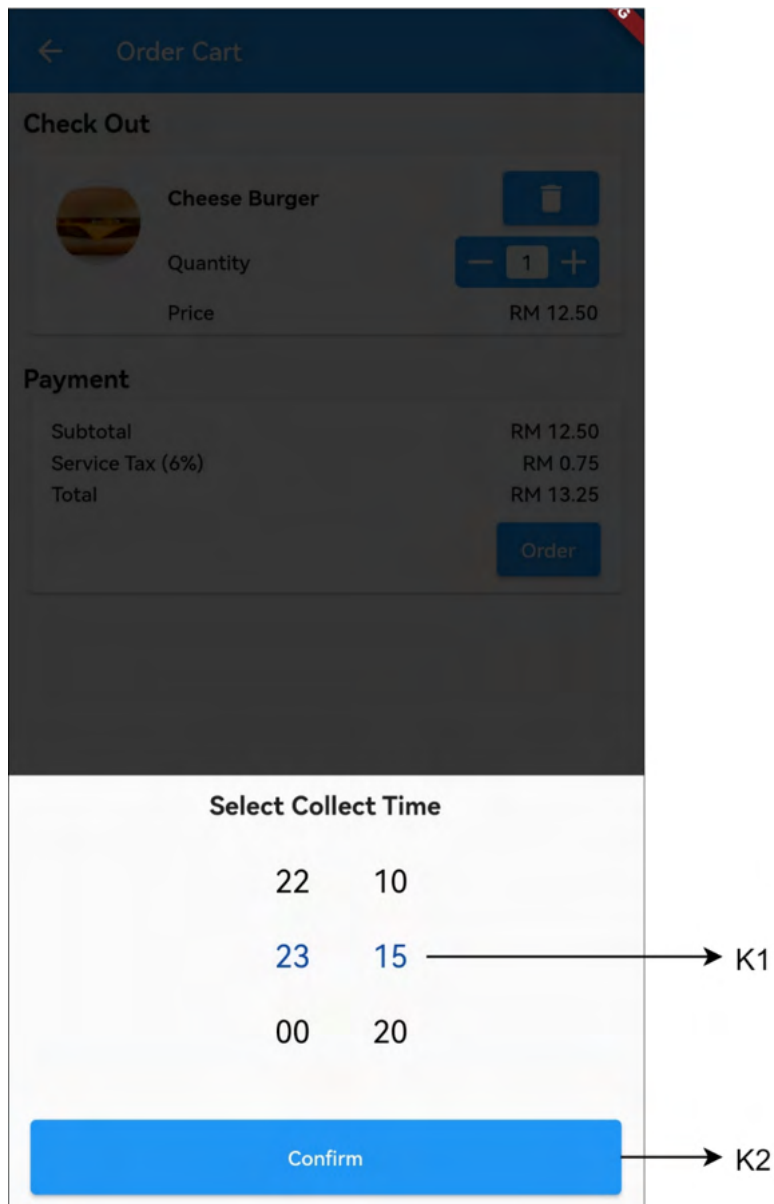 G
Order Cart
Check Out
Cheese Burger
Quantity
1
Price RM 12.50
Payment
Subtotal RM 12.50
Service Tax (6%) RM 0.75
Total RM 13.25
Order
Select Collect Time
22 10
23 15 K1
00 20
Confirm K2